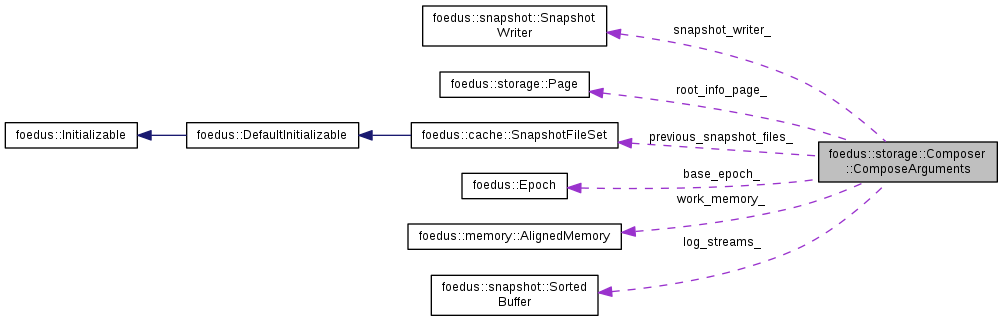 foedus::snapshot::Snapshot
Writer
snapshot_writer_
foedus::storage::Page
root_info_page_
foedus::Initializable
foedus::DefaultInitializable
foedus::cache::SnapshotFileSet
previous_snapshot_files_
foedus::storage::Composer
::ComposeArguments
foedus::Epoch
base_epoch_
work_memory_
foedus::memory::AlignedMemory
log_streams_
foedus::snapshot::Sorted
Buffer